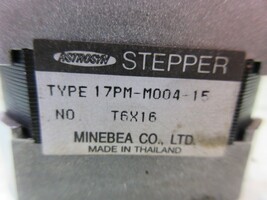 ASTROSYN STEPPER
TYPE 17PM-M004-15
NO. T6X16
MINEBEA CO., LTD.
MADE IN THAILAND